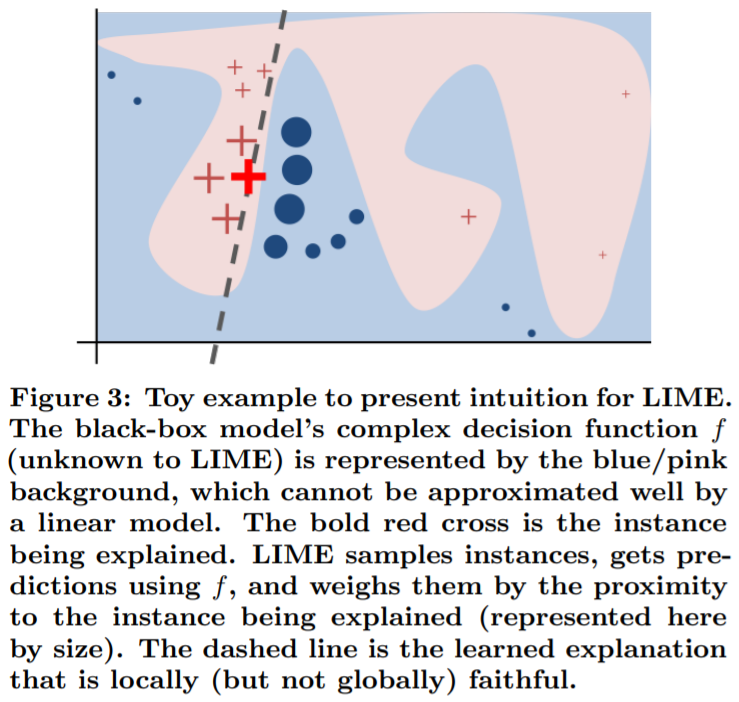 Figure 3: Toy example to present intuition for LIME.
The black-box model's complex decision function f
(unknown to LIME) is represented by the blue/pink
background, which cannot be approximated well by
a linear model. The bold red cross is the instance
being explained. LIME samples instances, gets pre-
dictions using f, and weighs them by the proximity
to the instance being explained (represented here
by size). The dashed line is the learned explanation
that is locally (but not globally) faithful.